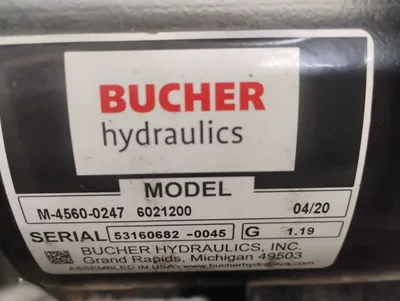 BUCHER
hydraulics
MODEL
M-4560-0247 6021200 04/20
SERIAL 53160682 -0045 G 1.19
BUCHER HYDRAULICS, INC.
Grand Rapids, Michigan 49503
ASSEMBLED IN USA • www.bucherhydraulics.com